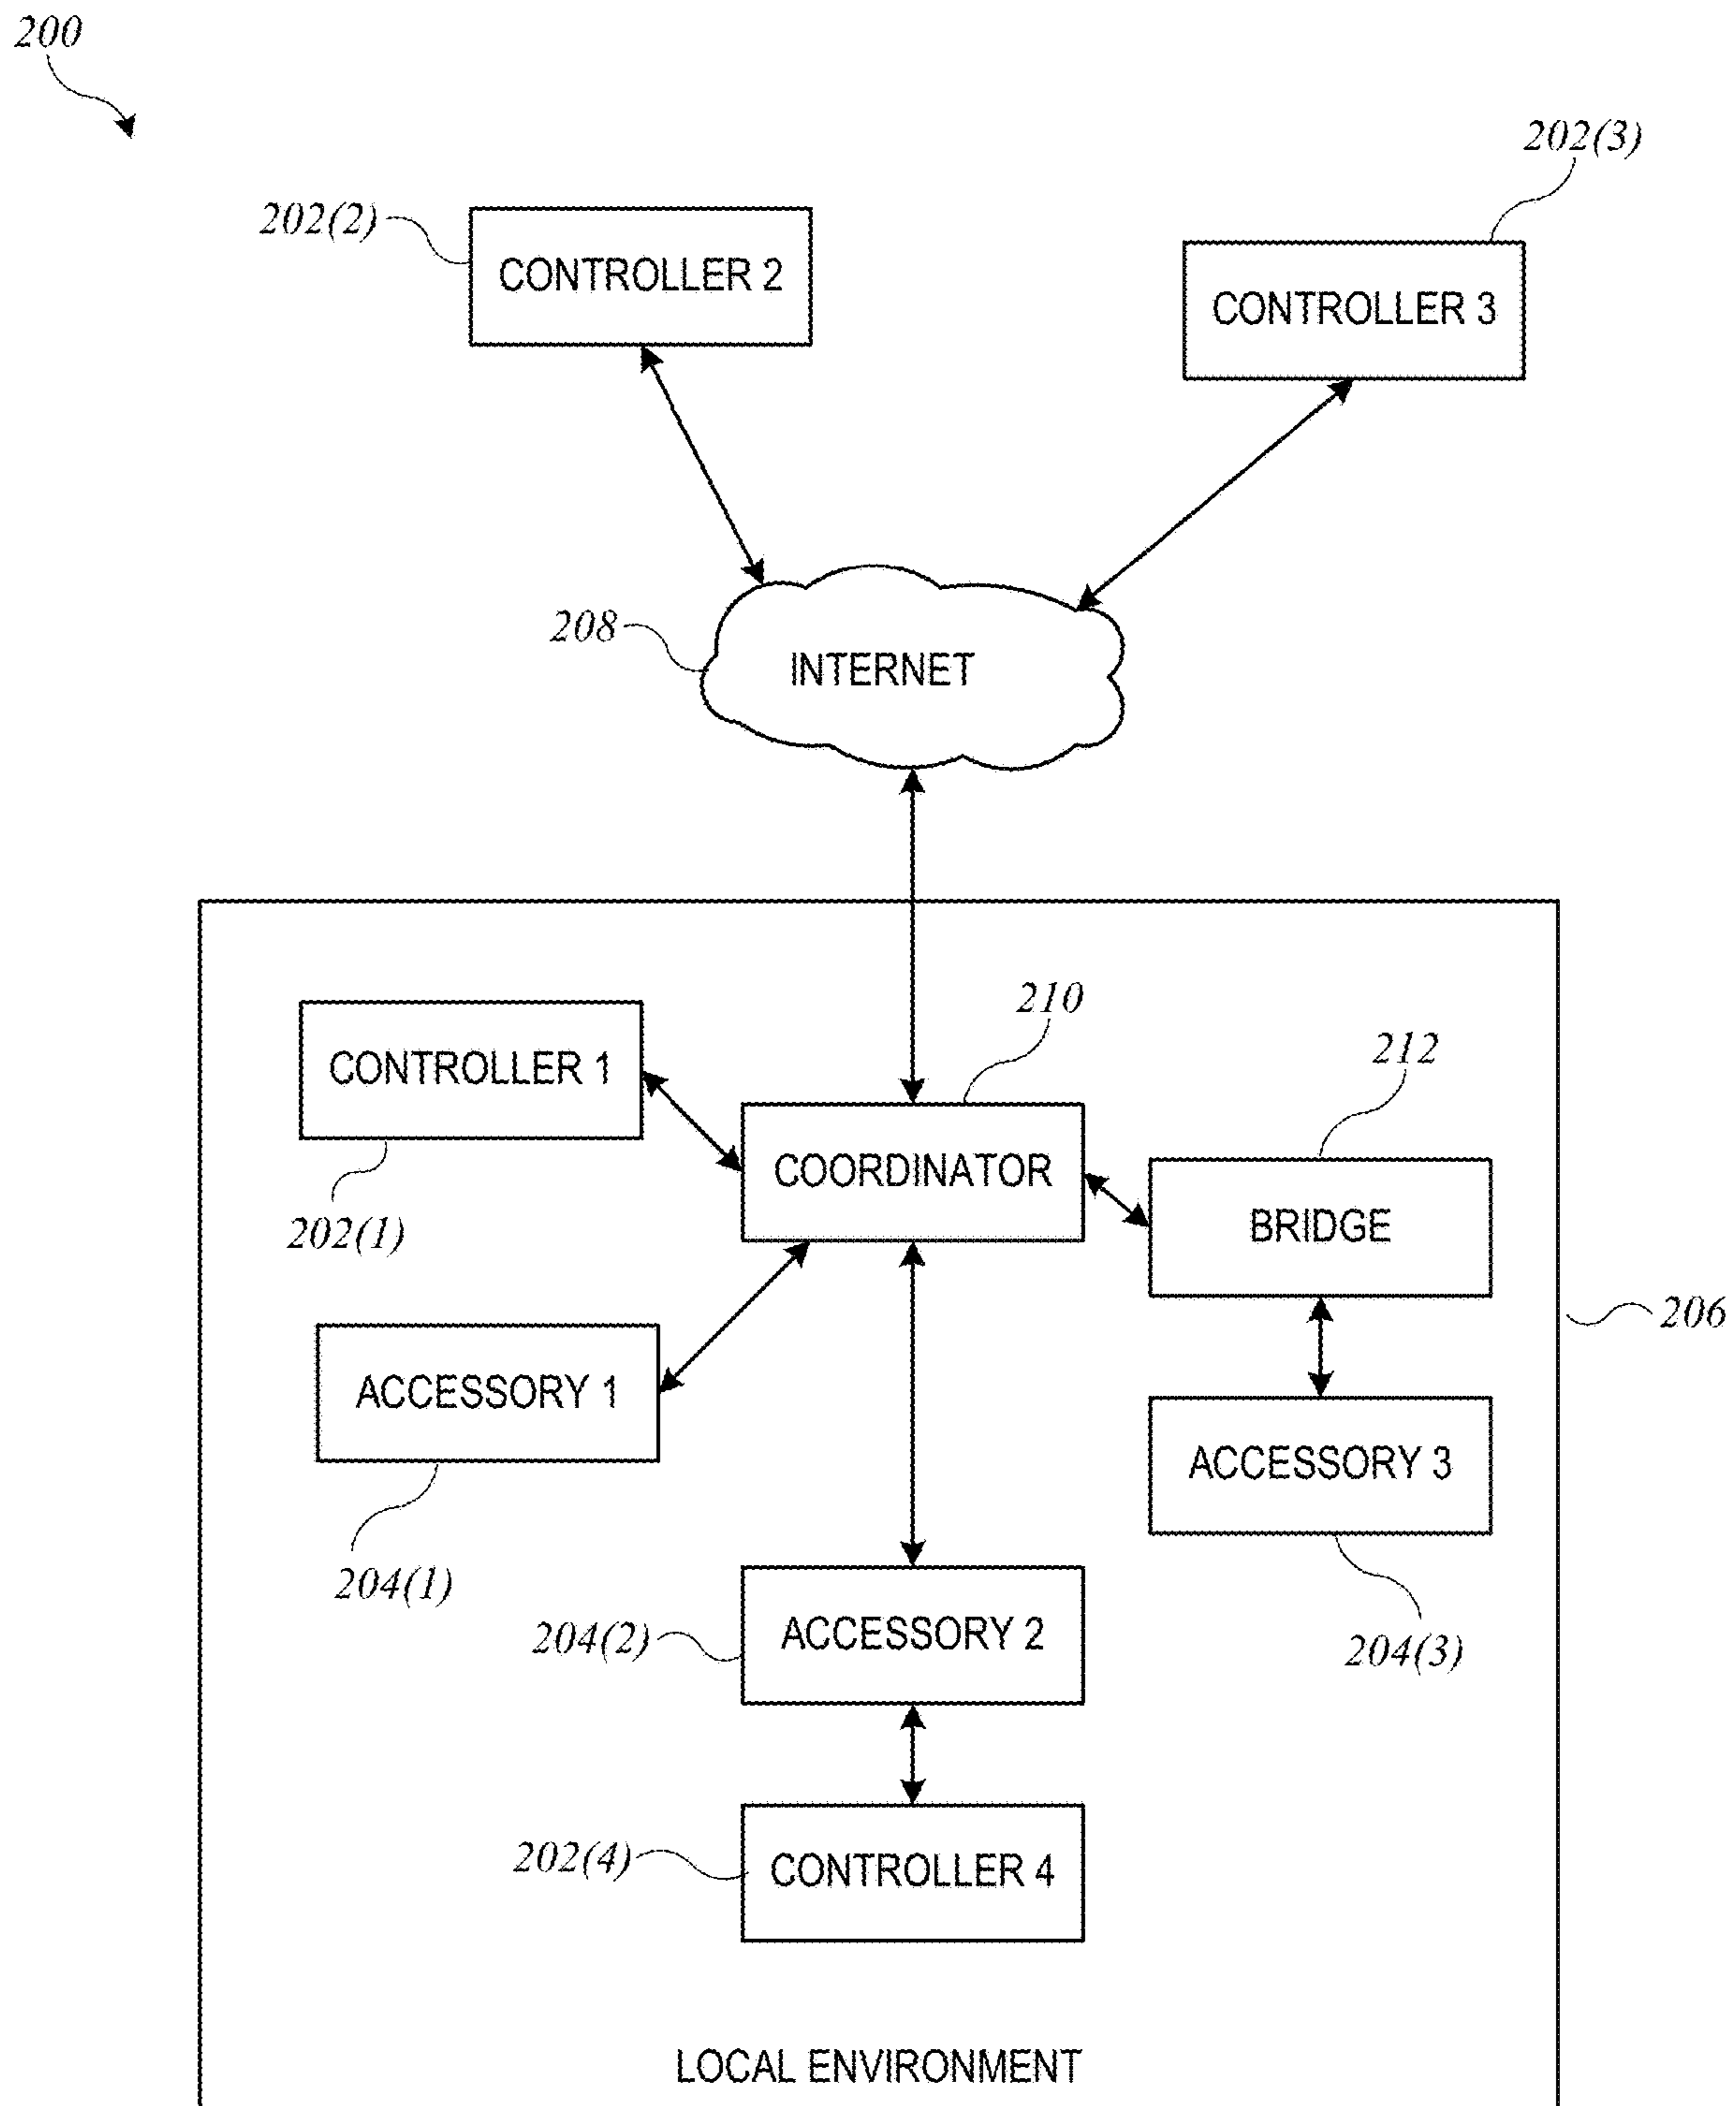 200
202(3)
202(2)
CONTROLLER 2
CONTROLLER 3
208
INTERNET
210
212
CONTROLLER 1
COORDINATOR
BRIDGE
202(1)
206
ACCESSORY 1
ACCESSORY 3
204(1)
204(2)
ACCESSORY 2
204(3)
202(4)
CONTROLLER 4
LOCAL ENVIRONMENT